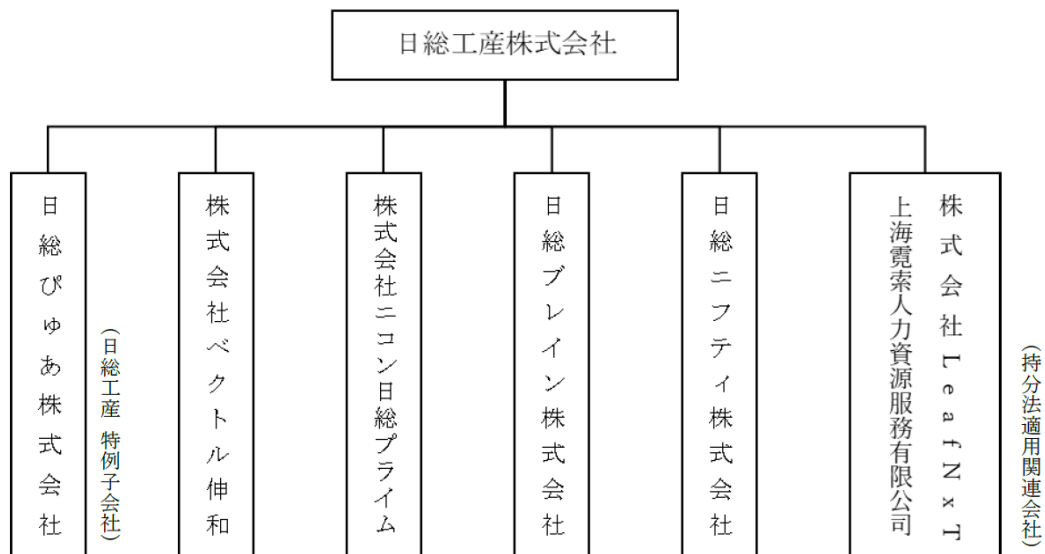 日総工産株式会社
日総ぴゅあ株式会社
(日総工産 特例子会社)
株式会社ベクトル伸和
株式会社ニコン日総プライム
日総ブレイン株式会社
日総ニフティ株式会社
株式会社LeafNxT
上海霓索人力資源服務有限公司
(持分法適用関連会社)